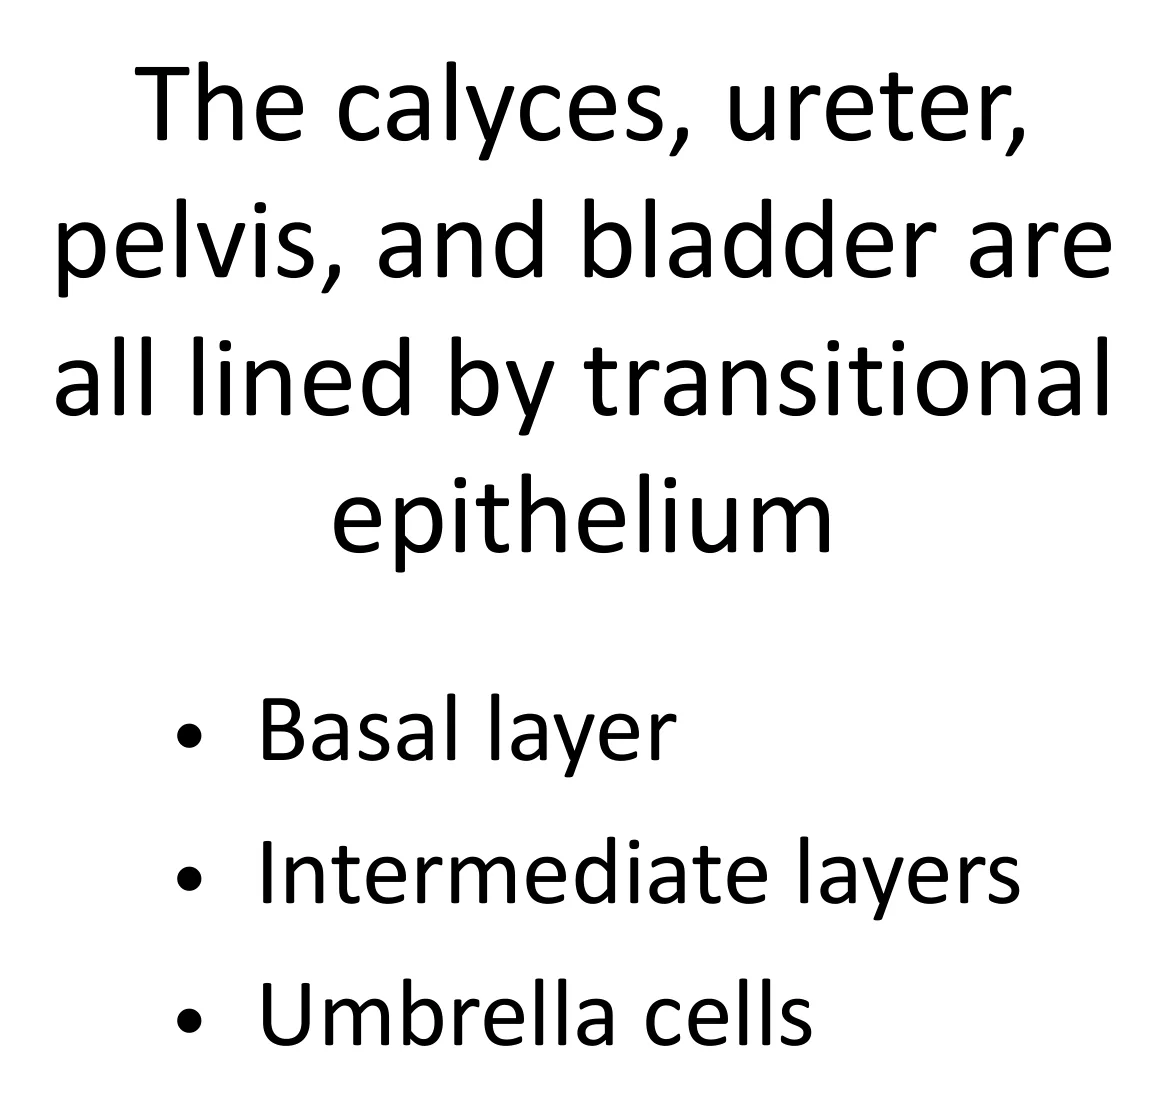 The calyces, ureter,
pelvis, and bladder are
all lined by transitional
epithelium
• Basal layer
• Intermediate layers
• Umbrella cells